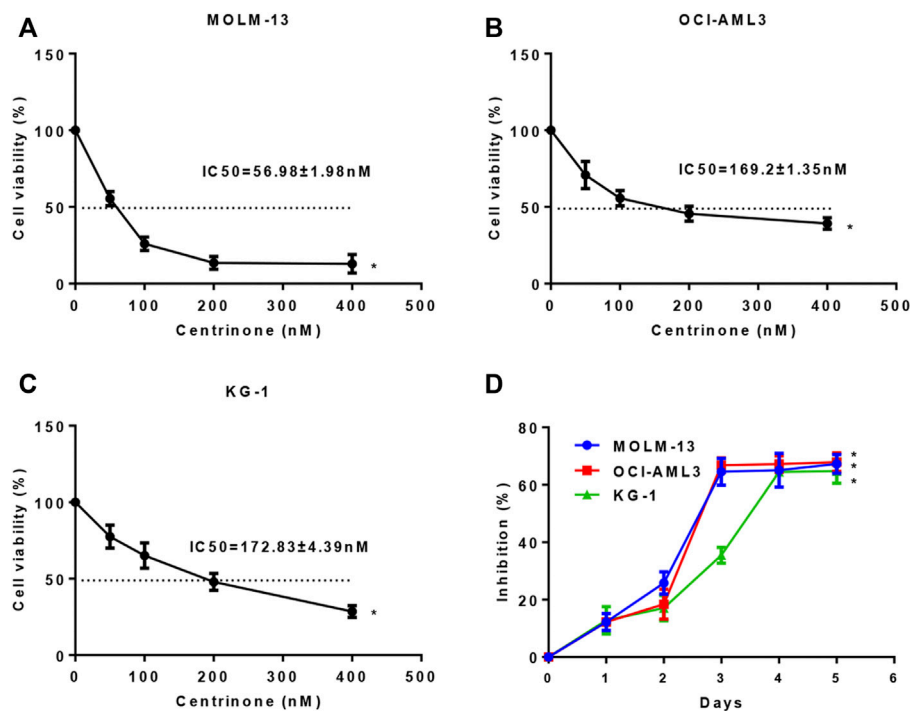 A
MOLM-13
Cell viability (%)
150
100
50
0
IC50=56.98±1.98nM
*
0 100 200 300 400 500
Centrinone (nM)
B
OCI-AML3
Cell viability (%)
150
100
50
0
IC50=169.2±1.35nM
*
0 100 200 300 400 500
Centrinone (nM)
C
KG-1
Cell viability (%)
150
100
50
0
IC50=172.83±4.39nM
*
0 100 200 300 400 500
Centrinone (nM)
D
Inhibition (%)
80
60
40
20
0
MOLM-13
OCI-AML3
KG-1
*
*
*
0 1 2 3 4 5 6
Days